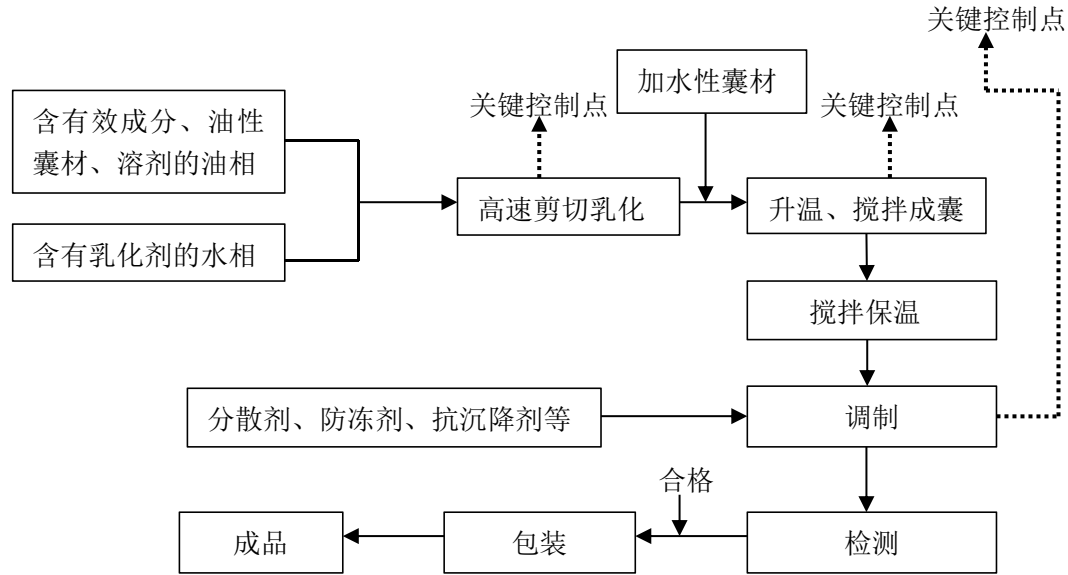 关键控制点
加水性囊材
关键控制点
关键控制点
含有效成分、油性
囊材、溶剂的油相
高速剪切乳化
升温、搅拌成囊
含有乳化剂的水相
搅拌保温
分散剂、防冻剂、抗沉降剂等
调制
合格
成品
包装
检测